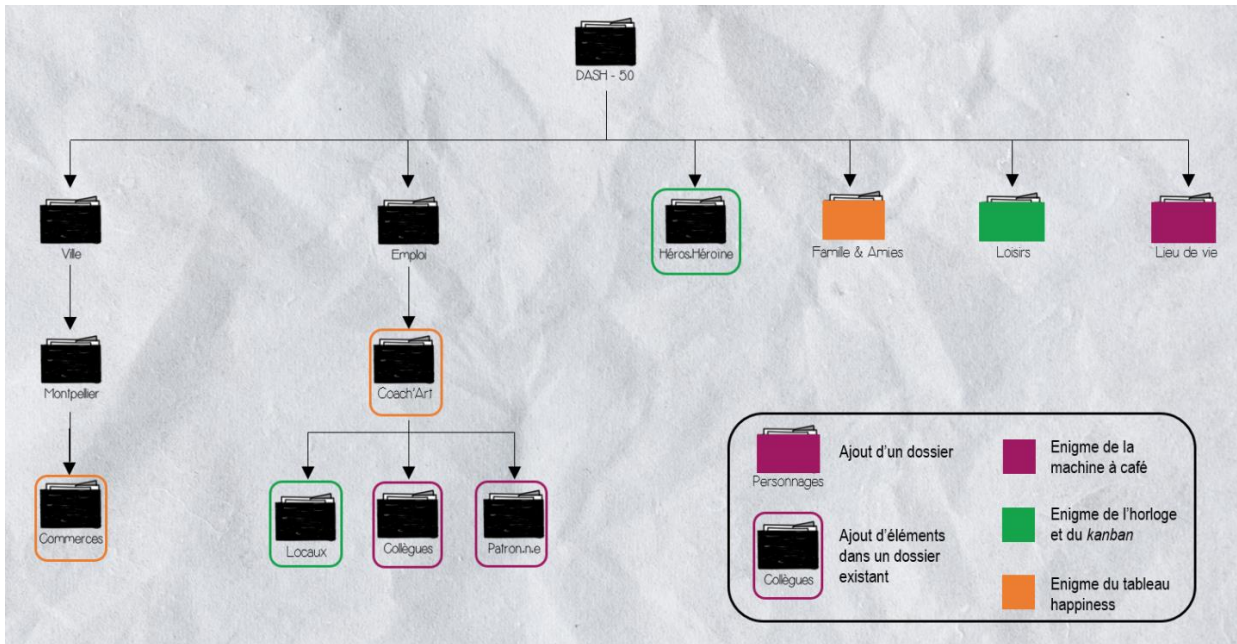 DASH - 50
Ville
Emploi
Héros.Héroïne
Famille & Amies
Loisirs
Lieu de vie
Montpellier
Coach'Art
Commerces
Locaux
Collègues
Patron.n.e
Personnages
Ajout d'un dossier
Collègues
Ajout d'éléments
dans un dossier
existant
Enigme de la
machine à café
Enigme de l'horloge
et du kanban
Enigme du tableau
happiness